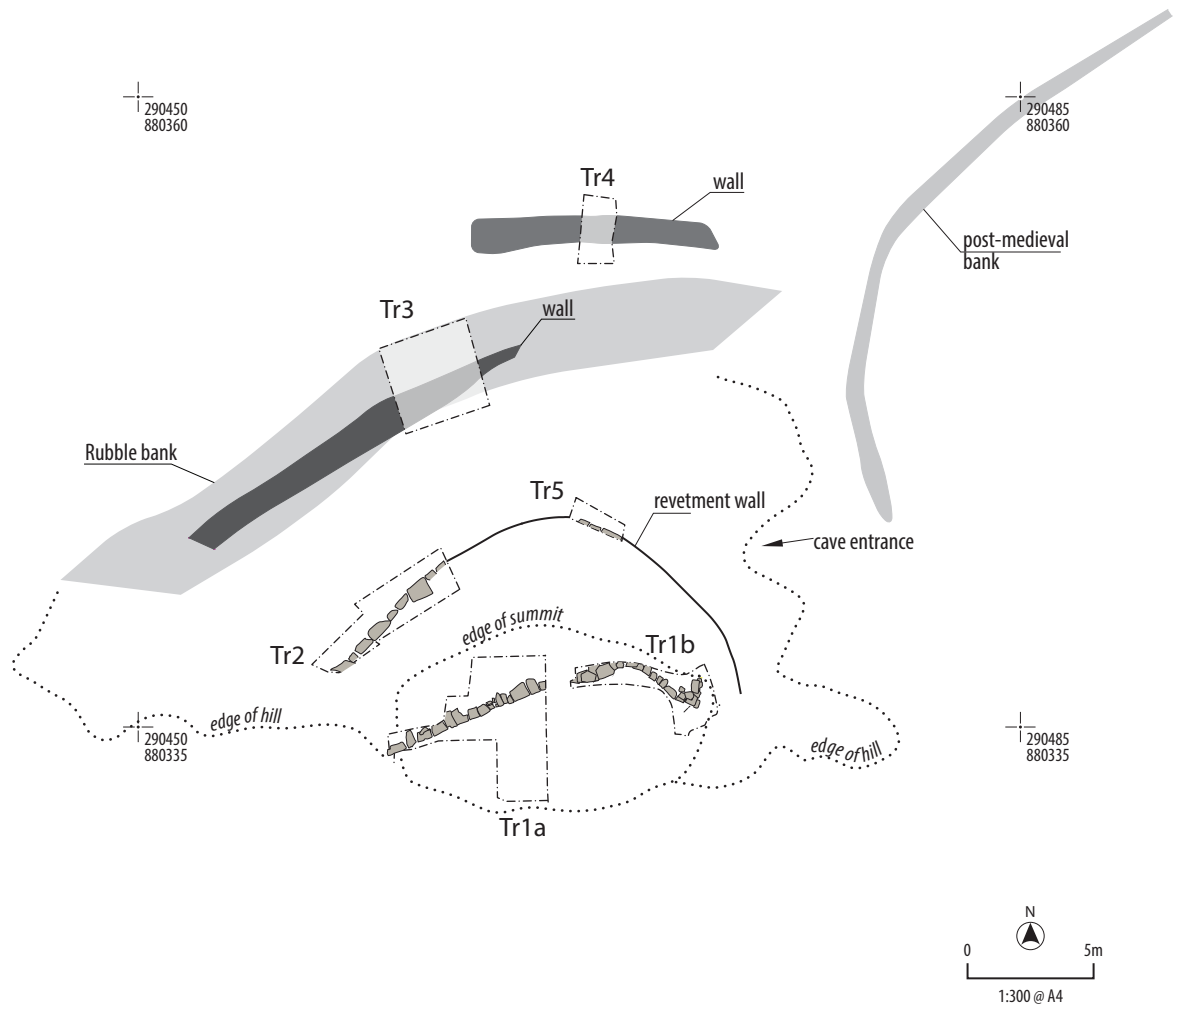 290450
880360
290485
880360
Tr4
wall
post-medieval
bank
Tr3
wall
Rubble bank
Tr5
revetment wall
cave entrance
edge of summit
Tr1b
Tr2
edge of hill
290450
880335
290485
880335
edge of hill
Tr1a
N
0
5m
1:300 @ A4